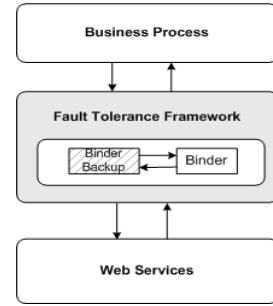 Business Process
Fault Tolerance Framework
Binder
Backup
Binder
Web Services